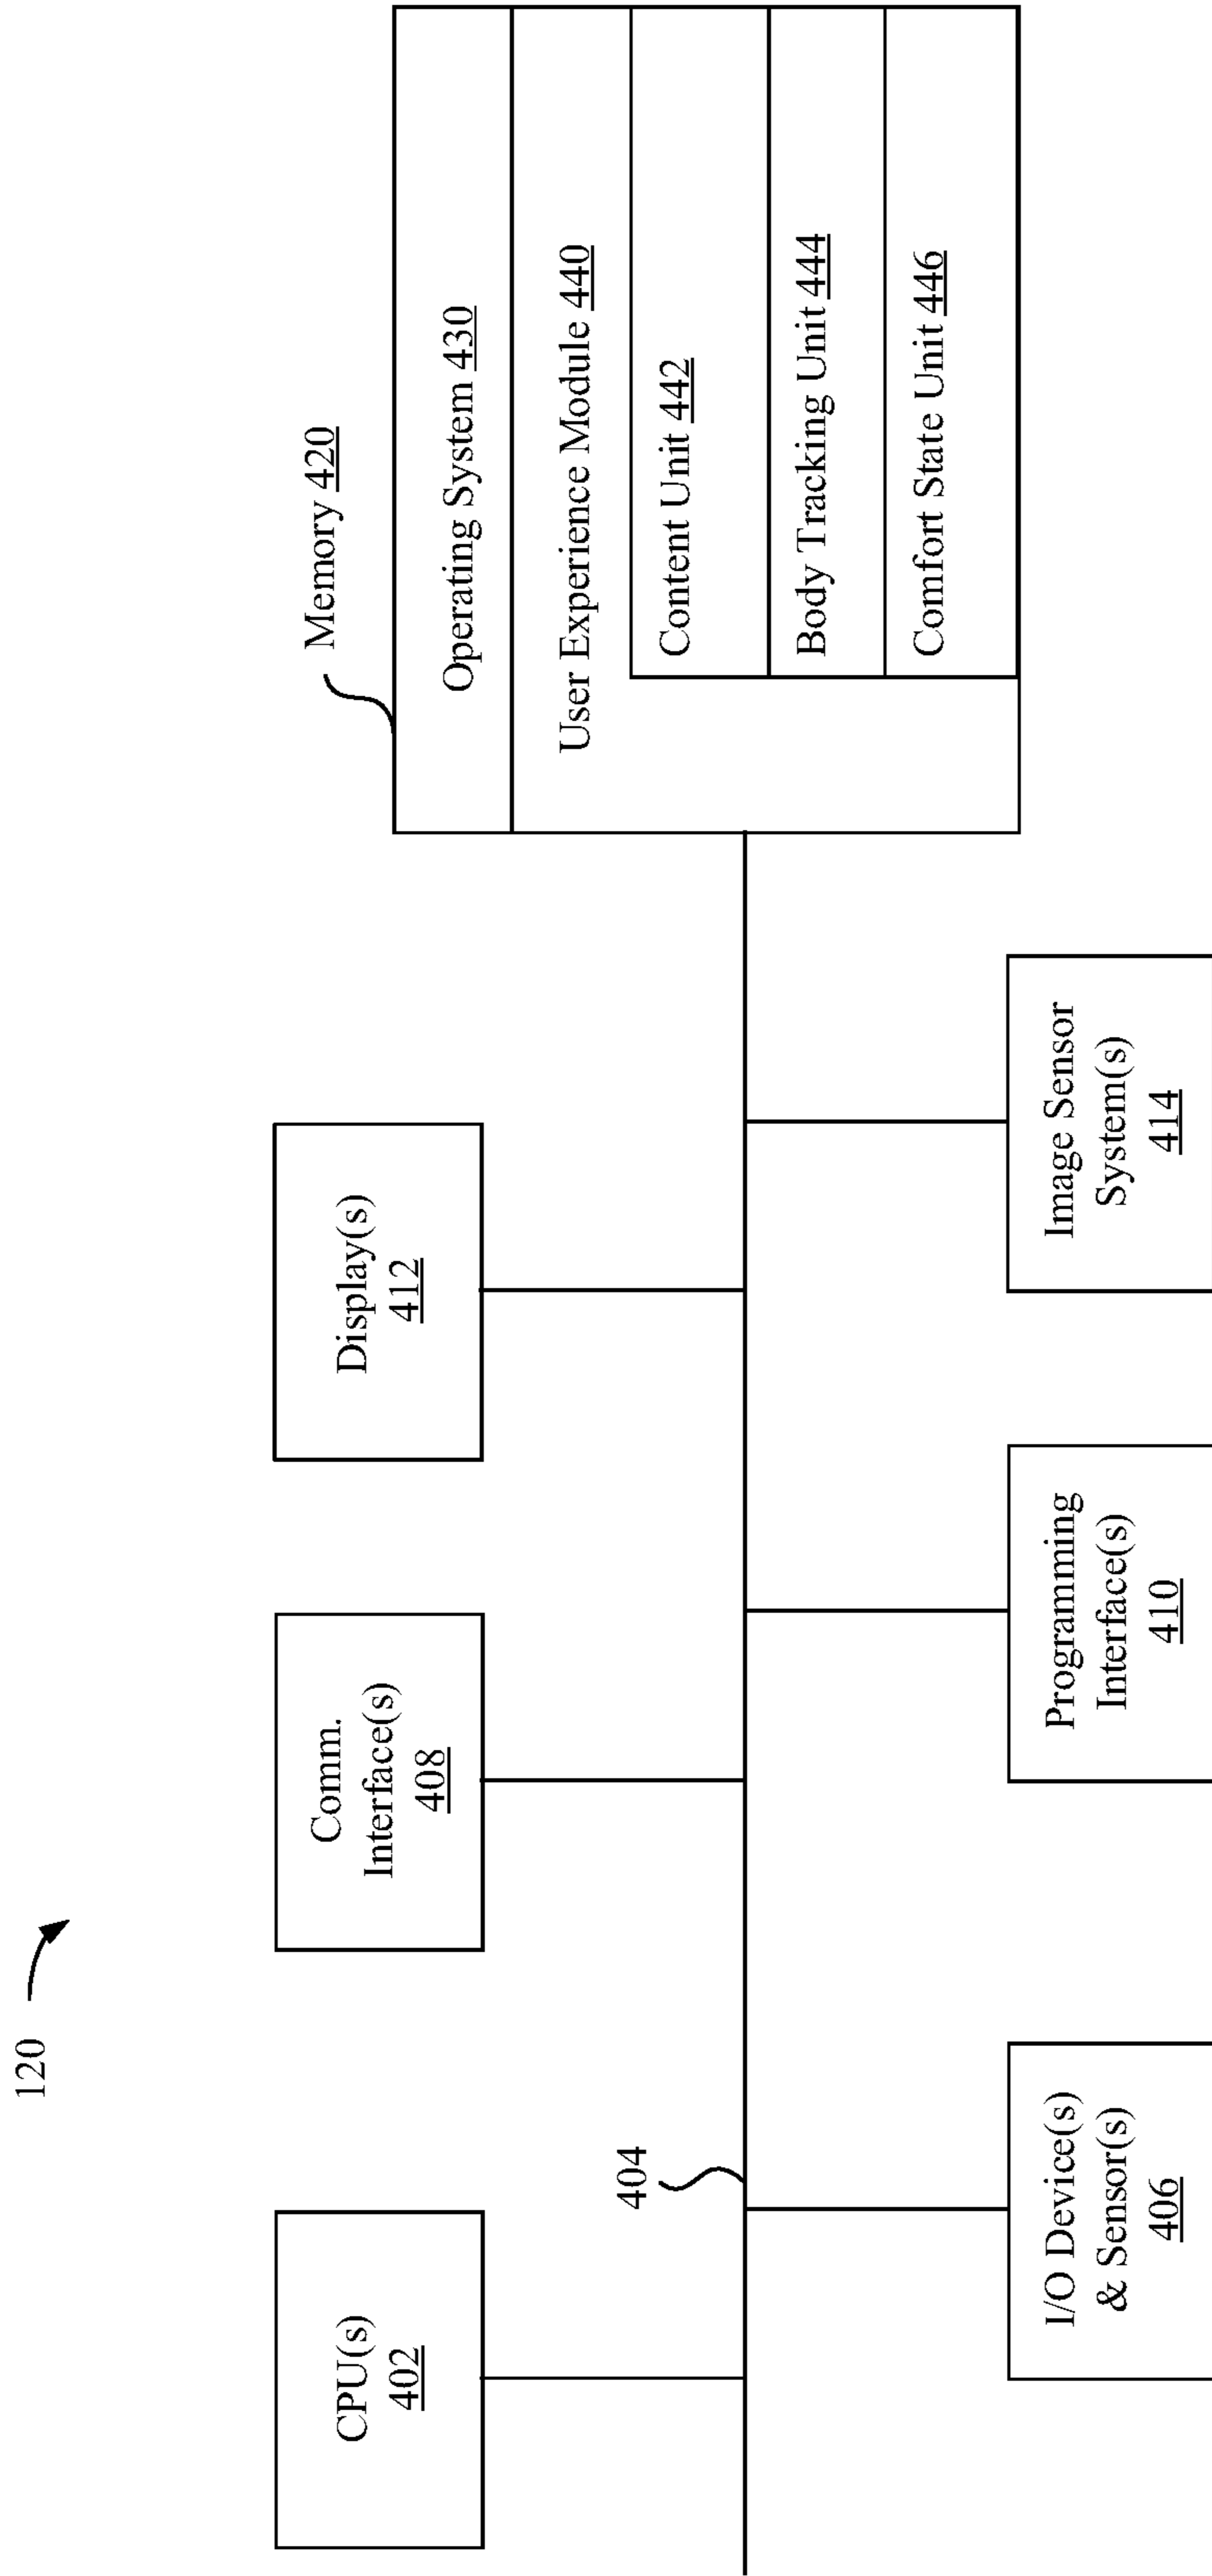 120
CPU(s)
402
Comm.
Interface(s)
408
Display(s)
412
404
I/O Device(s)
& Sensor(s)
406
Programming
Interface(s)
410
Image Sensor
System(s)
414
Memory 420
Operating System 430
User Experience Module 440
Content Unit 442
Body Tracking Unit 444
Comfort State Unit 446